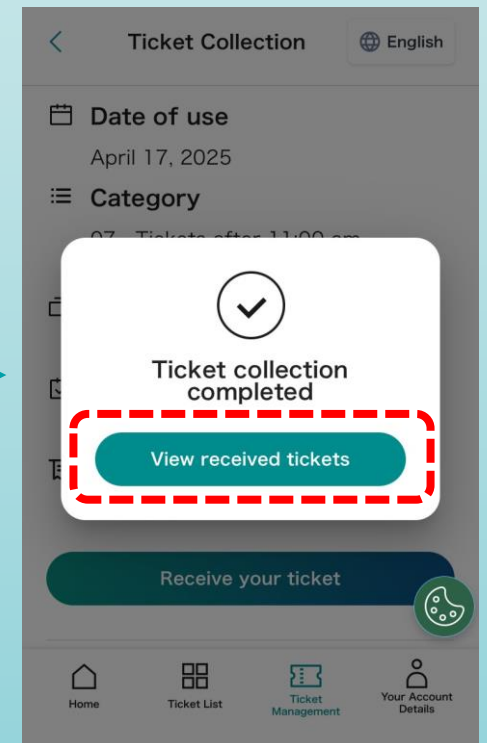 Ticket Collection
English
Date of use
April 17, 2025
Category
Ticket collection
completed
View received tickets
Receive your ticket
Home
Ticket List
Ticket
Management
Your Account
Details